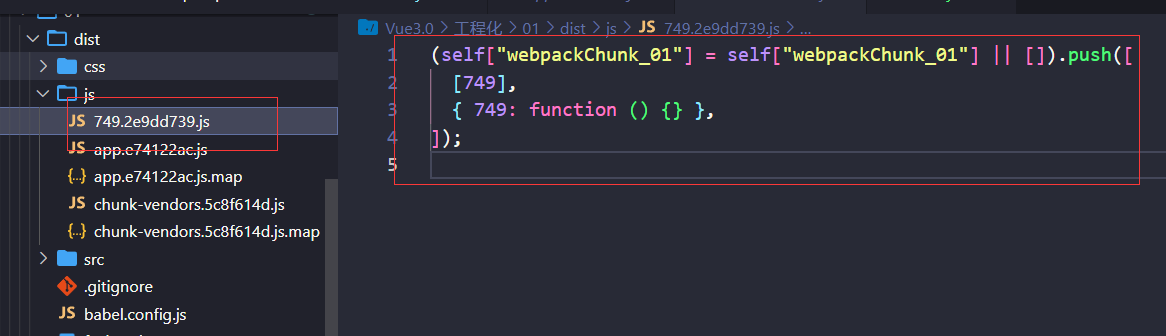 dist
css
js
JS 749.2e9dd739.js
JS app.e74122ac.js
{..} app.e74122ac.js.map
JS chunk-vendors.5c8f614d.js
{..} chunk-vendors.5c8f614d.js.map
src
.gitignore
JS babel.config.js
Vue3.0 > 工程化 > 01 > dist > js > JS 749.2e9dd739.js > ...
1 (self["webpackChunk_01"] = self["webpackChunk_01"] || []).push([
2 [749],
3 { 749: function () {} },
4 ]);
5